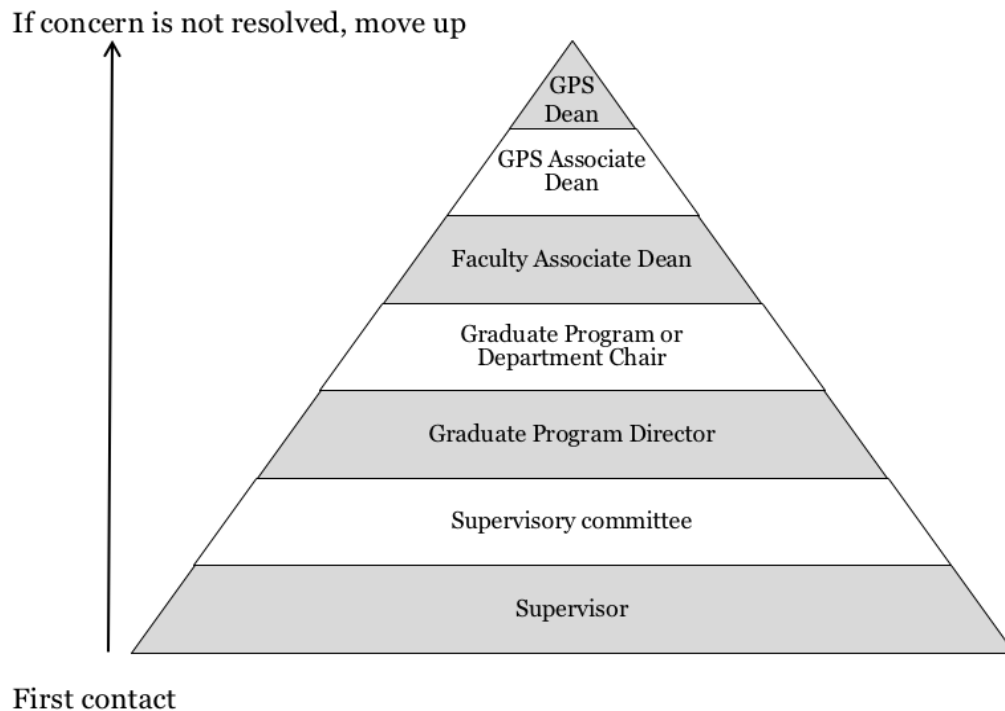 If concern is not resolved, move up
GPS
Dean
GPS Associate
Dean
Faculty Associate Dean
Graduate Program or
Department Chair
Graduate Program Director
Supervisory committee
Supervisor
First contact